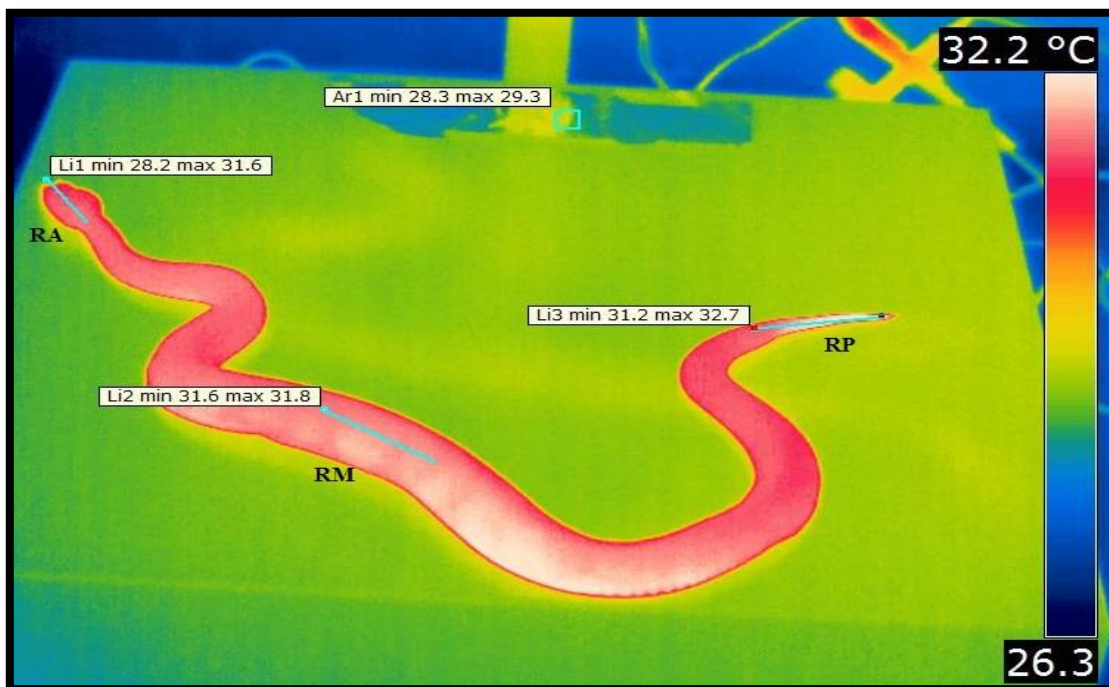 32.2 °C
Ar1 min 28.3 max 29.3
Li1 min 28.2 max 31.6
RA
Li3 min 31.2 max 32.7
RP
Li2 min 31.6 max 31.8
RM
26.3